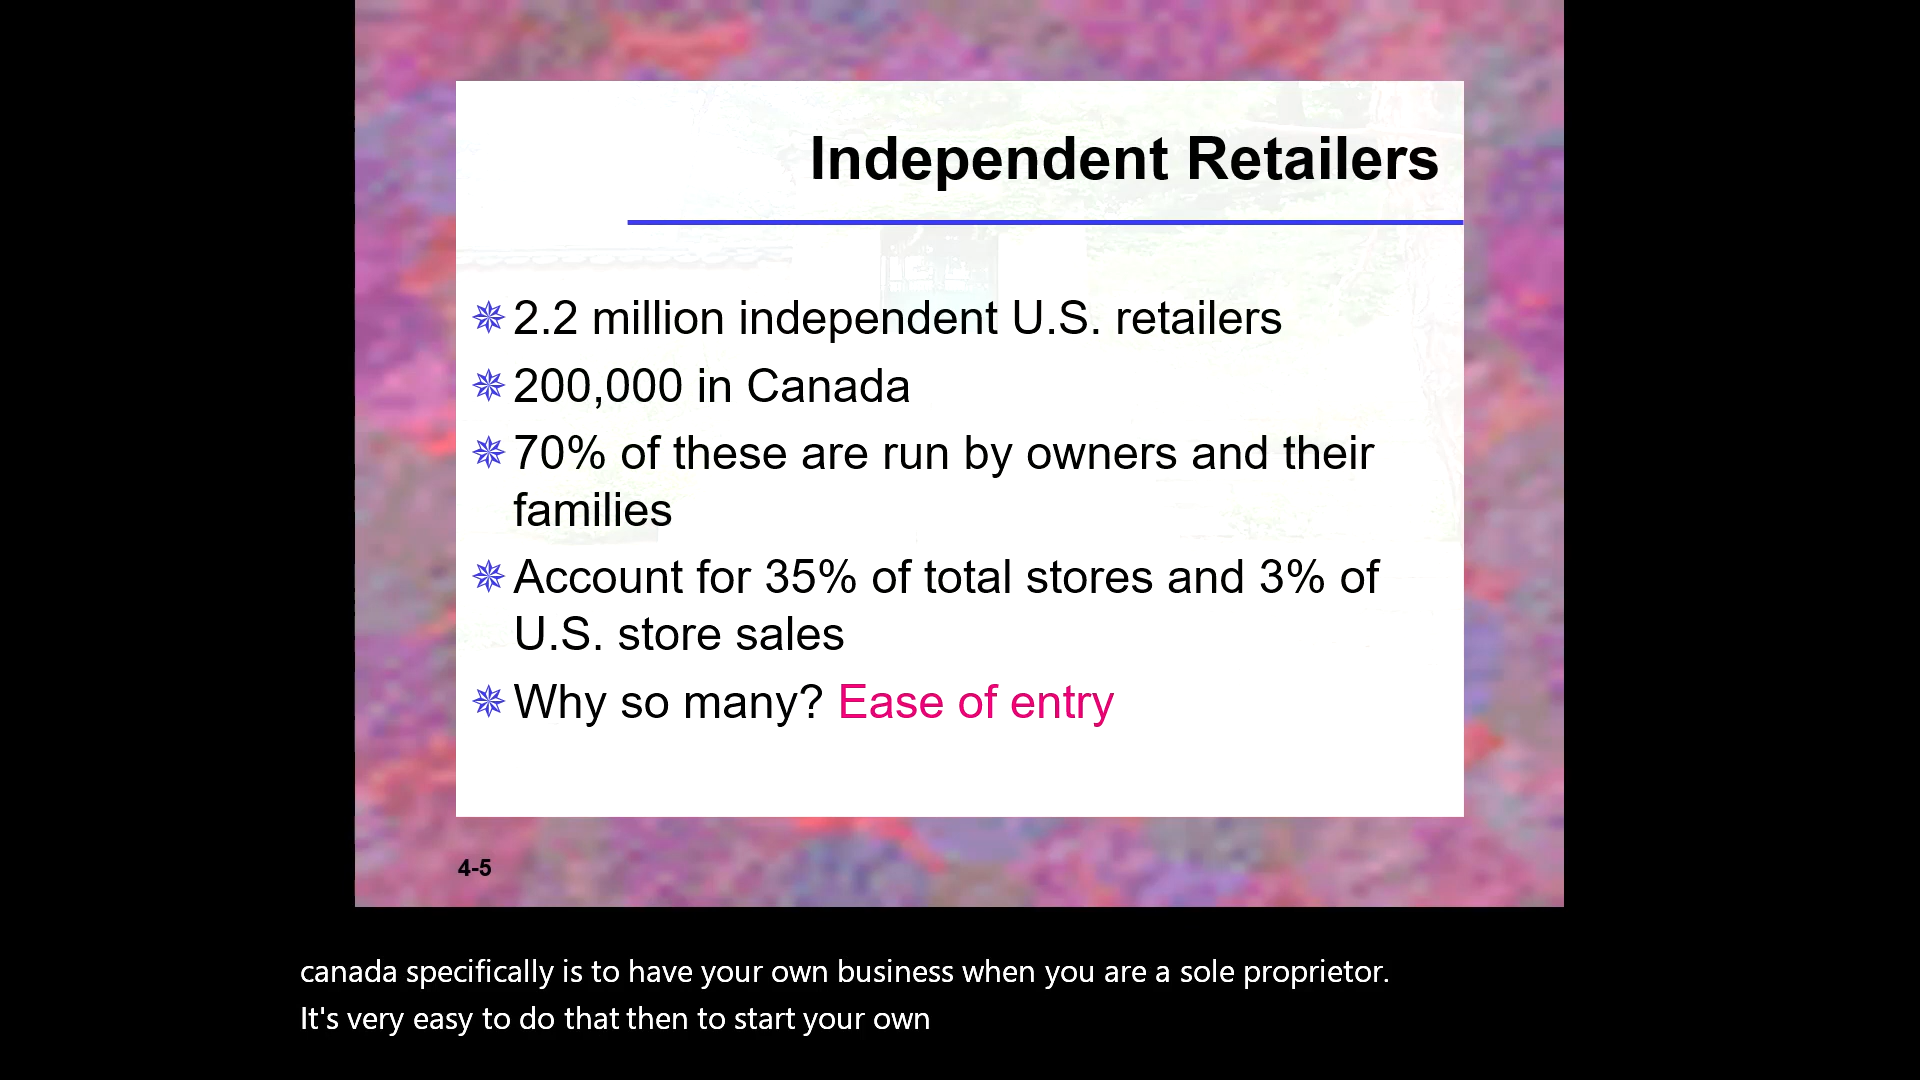 Independent Retailers
2.2 million independent U.S. retailers
200,000 in Canada
70% of these are run by owners and their
families
Account for 35% of total stores and 3% of
U.S. store sales
Why so many? Ease of entry
4-5
canada specifically is to have your own business when you are a sole proprietor.
It's very easy to do that then to start your own